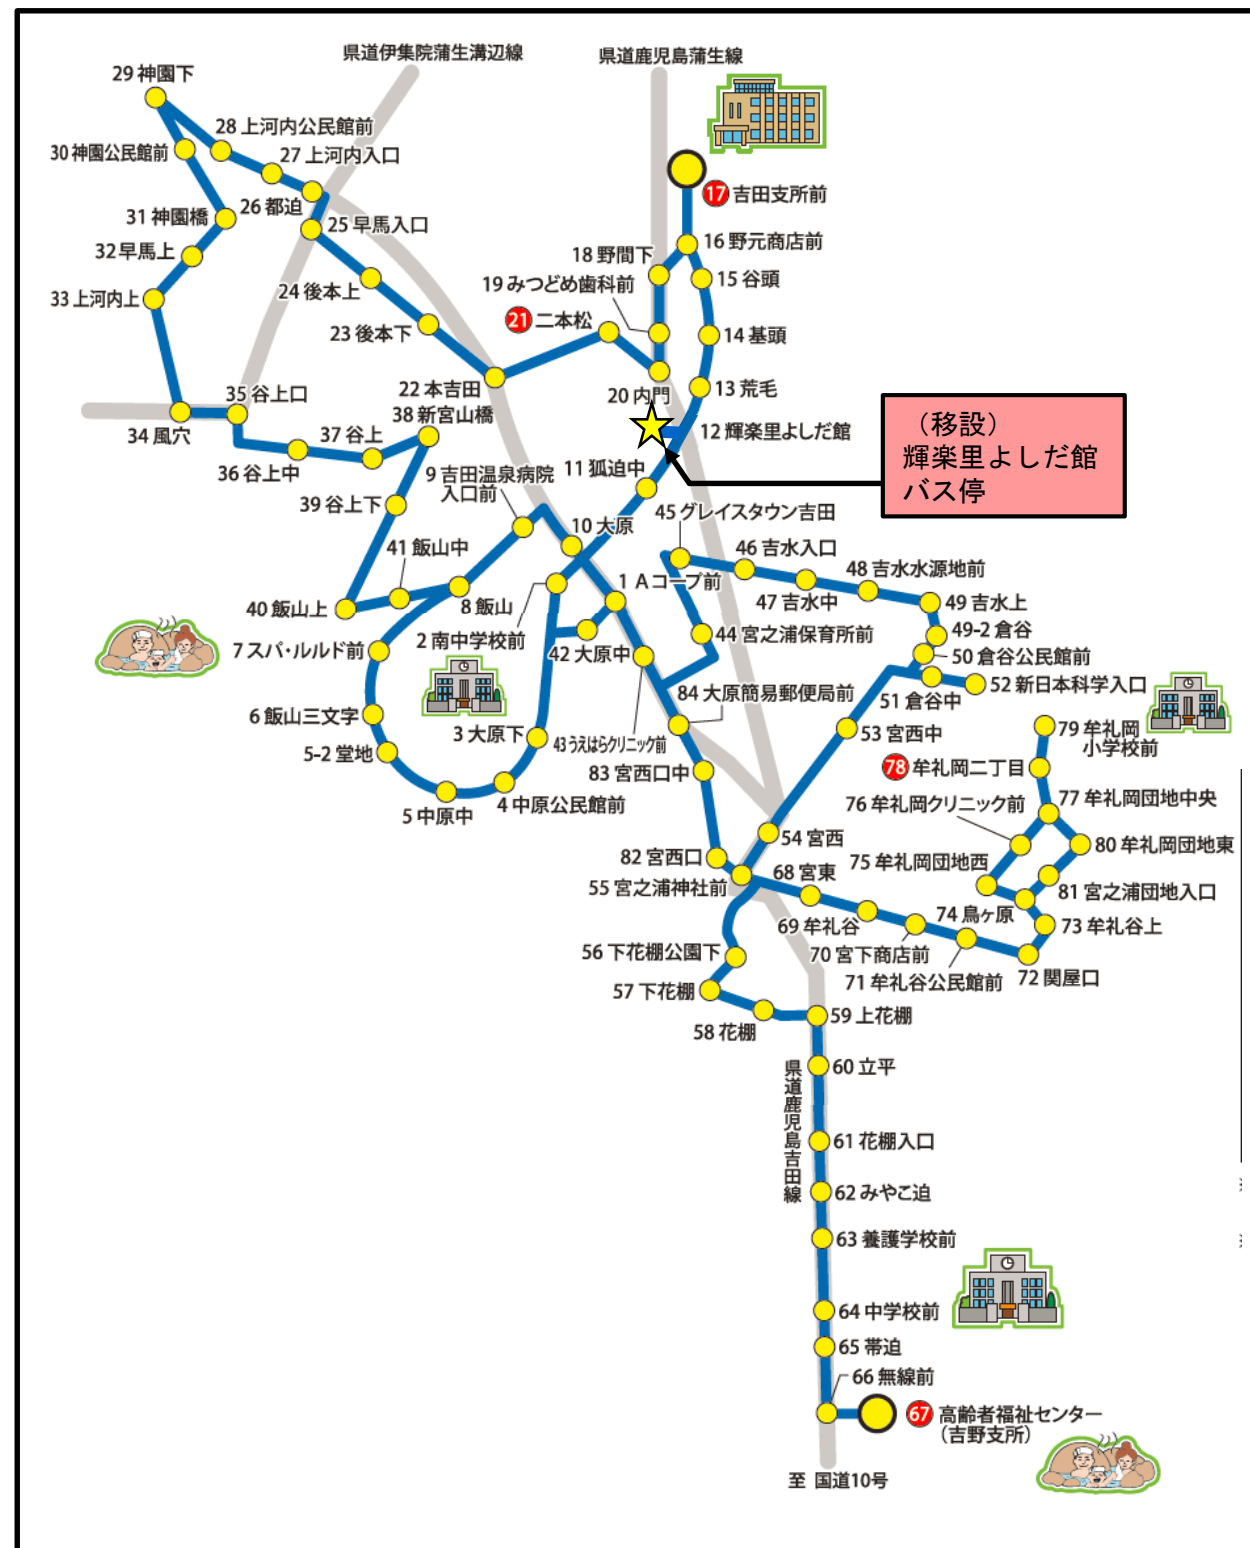 県道伊集院蒲生溝辺線
県道鹿児島蒲生線
29 神園下
28 上河内公民館前
30 神園公民館前
27 上河内入口
26 都迫
31 神園橋
25 早馬入口
32 早馬上
24 後本上
33 上河内上
23 後本下
17 吉田支所前
16 野元商店前
18 野間下
15 谷頭
19 みつどめ歯科前
21 二本松
14 基頭
22 本吉田
20 内門
13 荒毛
35 谷上口
38 新宮山橋
34 風穴
37 谷上
36 谷上中
12 輝楽里よしだ館
(移設)
輝楽里よしだ館
バス停
9 吉田温泉病院
入口前
11 狐迫中
39 谷上下
10 大原
45 グレイスタウン吉田
41 飯山中
46 吉水入口
48 吉水水源地前
1 Aコープ前
47 吉水中
40 飯山上
8 飯山
49 吉水上
49-2 倉谷
44 宮之浦保育所前
2 南中学校前
7 スパ・ルルド前
42 大原中
50 倉谷公民館前
52 新日本科学入口
51 倉谷中
84 大原簡易郵便局前
6 飯山三文字
3 大原下
43 うえはらクリニック前
53 宮西中
79 牟礼岡
小学校前
5-2 堂地
78 牟礼岡二丁目
83 宮西口中
5 中原中
4 中原公民館前
76 牟礼岡クリニック前
77 牟礼岡団地中央
54 宮西
80 牟礼岡団地東
82 宮西口
75 牟礼岡団地西
55 宮之浦神社前
68 宮東
81 宮之浦団地入口
69 牟礼谷
74 鳥ヶ原
73 牟礼谷上
56 下花棚公園下
70 宮下商店前
71 牟礼谷公民館前
72 関屋口
57 下花棚
58 花棚
59 上花棚
60 立平
県道鹿児島吉田線
61 花棚入口
62 みやこ迫
63 養護学校前
64 中学校前
65 帯迫
66 無線前
67 高齢者福祉センター
(吉野支所)
至 国道10号